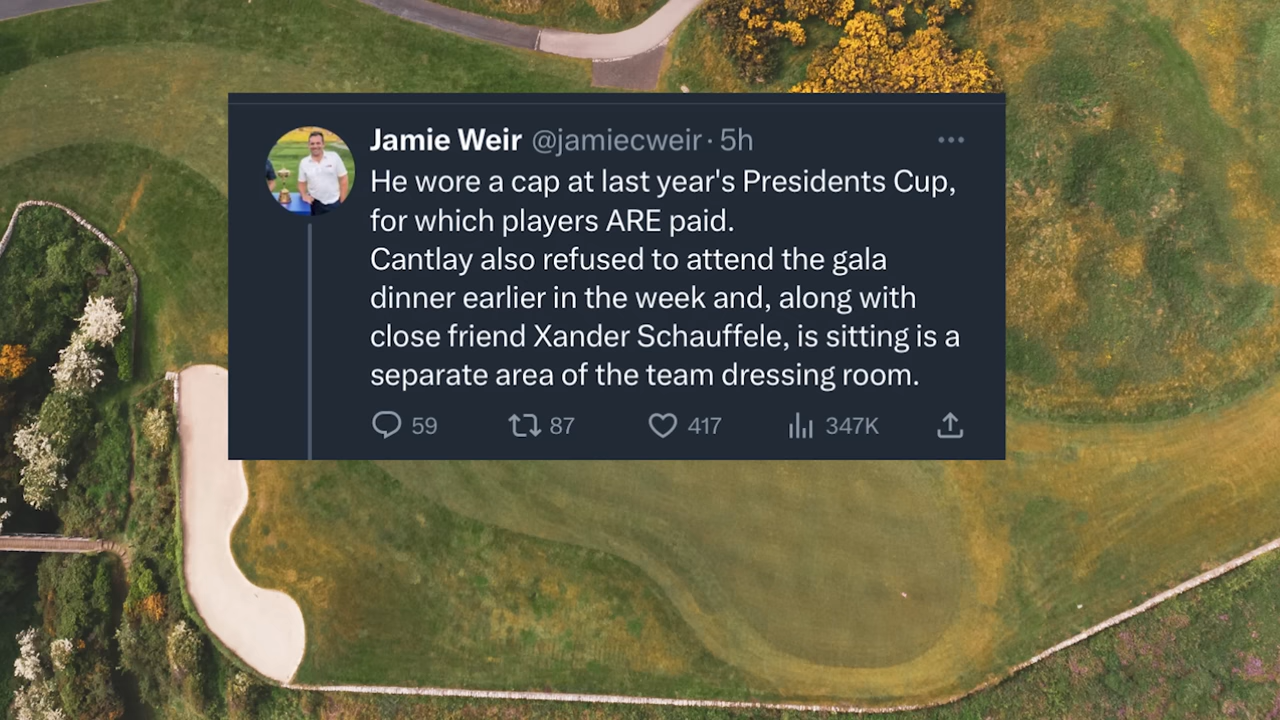 Jamie Weir @jamiecweir · 5h
He wore a cap at last year's Presidents Cup,
for which players ARE paid.
Cantlay also refused to attend the gala
dinner earlier in the week and, along with
close friend Xander Schauffele, is sitting is a
separate area of the team dressing room.
59 87 417 347K